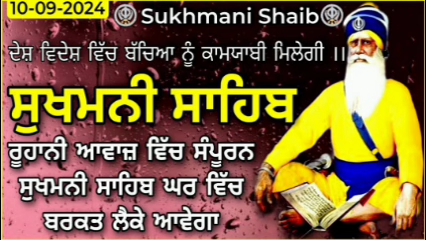 10-09-2024
Sukhmani Shaib
ਦੇਸ਼ ਵਿਦੇਸ਼ ਵਿੱਚ ਬੱਚਿਆ ਨੂੰ ਕਾਮਯਾਬੀ ਮਿਲੇਗੀ ।।
ਸੁਖਮਨੀ ਸਾਹਿਬ
ਰੂਹਾਨੀ ਆਵਾਜ਼ ਵਿੱਚ ਸੰਪੂਰਨ
ਸੁਖਮਨੀ ਸਾਹਿਬ ਘਰ ਵਿੱਚ
ਬਰਕਤ ਲੈਕੇ ਆਵੇਗਾ